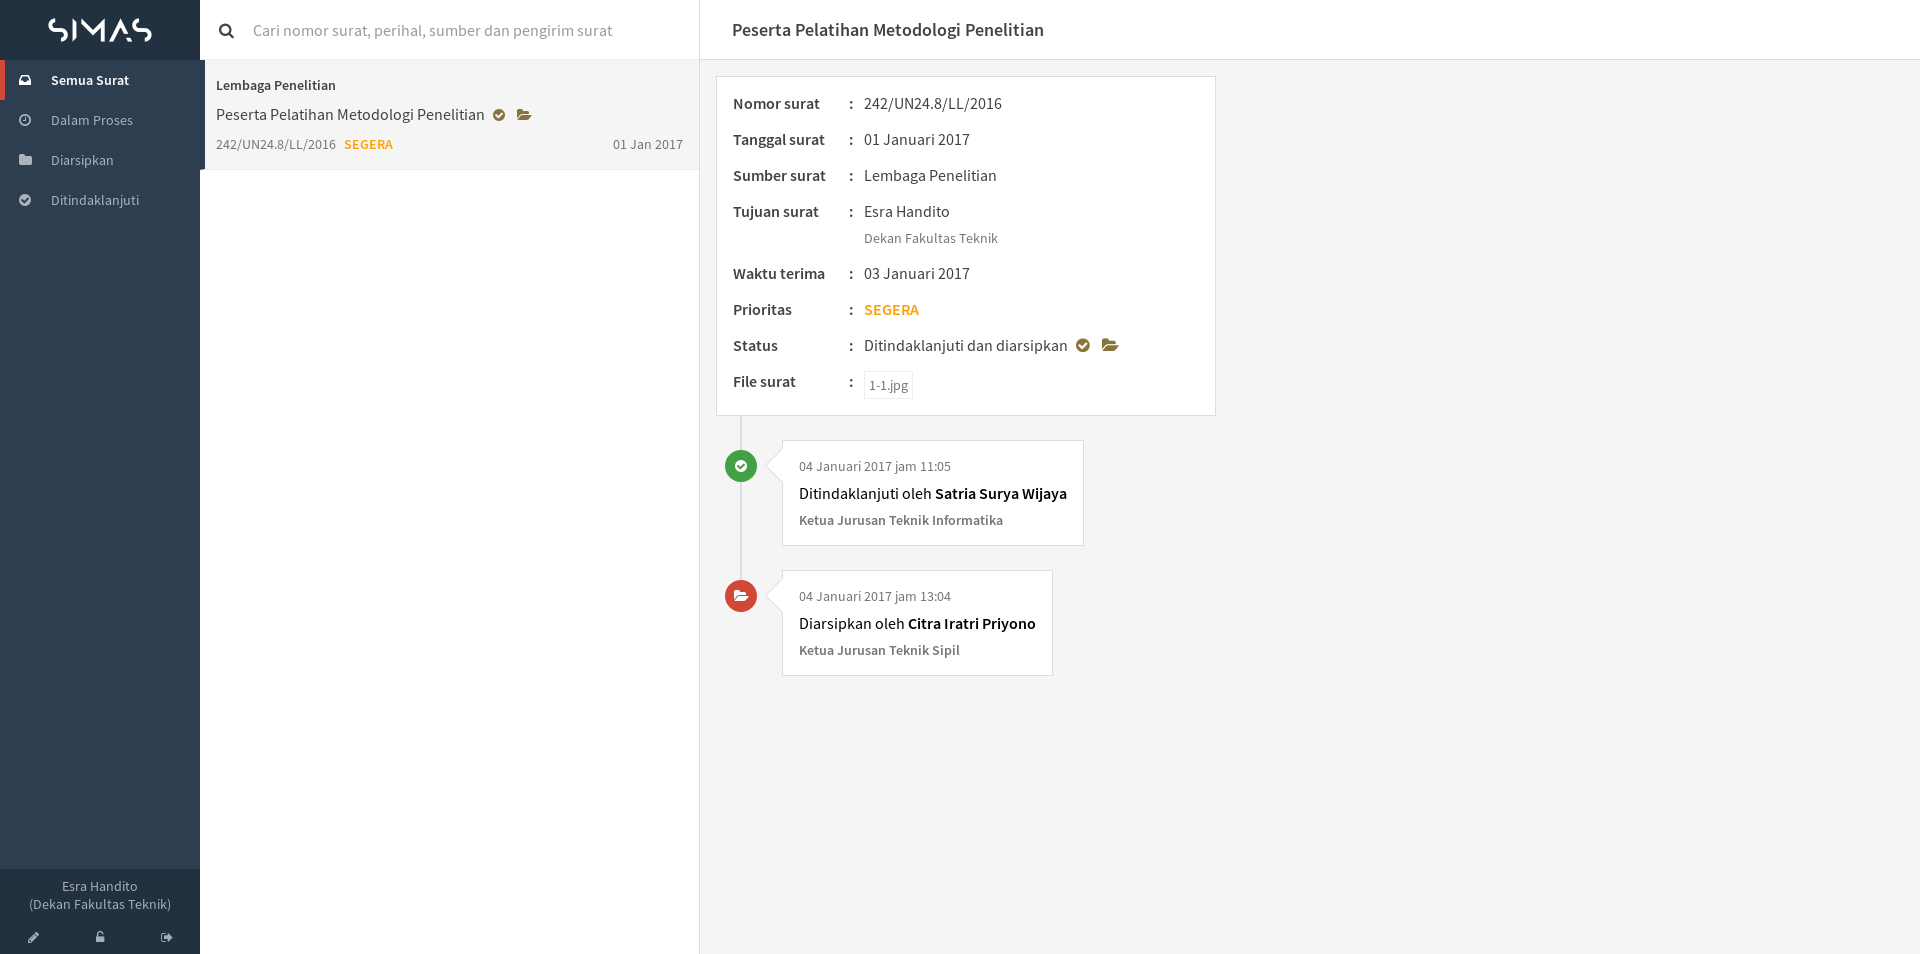 SIMAS
Semua Surat
Dalam Proses
Diarsipkan
Ditindaklanjuti
Esra Handito
(Dekan Fakultas Teknik)
Cari nomor surat, perihal, sumber dan pengirim surat
Lembaga Penelitian
Peserta Pelatihan Metodologi Penelitian
242/UN24.8/LL/2016 SEGERA 01 Jan 2017
Peserta Pelatihan Metodologi Penelitian
Nomor surat : 242/UN24.8/LL/2016
Tanggal surat : 01 Januari 2017
Sumber surat : Lembaga Penelitian
Tujuan surat : Esra Handito
Dekan Fakultas Teknik
Waktu terima : 03 Januari 2017
Prioritas : SEGERA
Status : Ditindaklanjuti dan diarsipkan
File surat : 1-1.jpg
04 Januari 2017 jam 11:05
Ditindaklanjuti oleh Satria Surya Wijaya
Ketua Jurusan Teknik Informatika
04 Januari 2017 jam 13:04
Diarsipkan oleh Citra Iratri Priyono
Ketua Jurusan Teknik Sipil